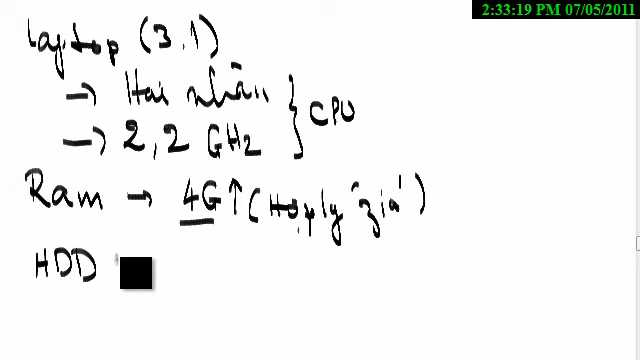 2:33:19 PM 07/05/2011
Laptop (3.1)
→ Hai nhân
→ 2,2 GHz } CPU
Ram → 4G↑ (Hợp lý "giá")
HDD